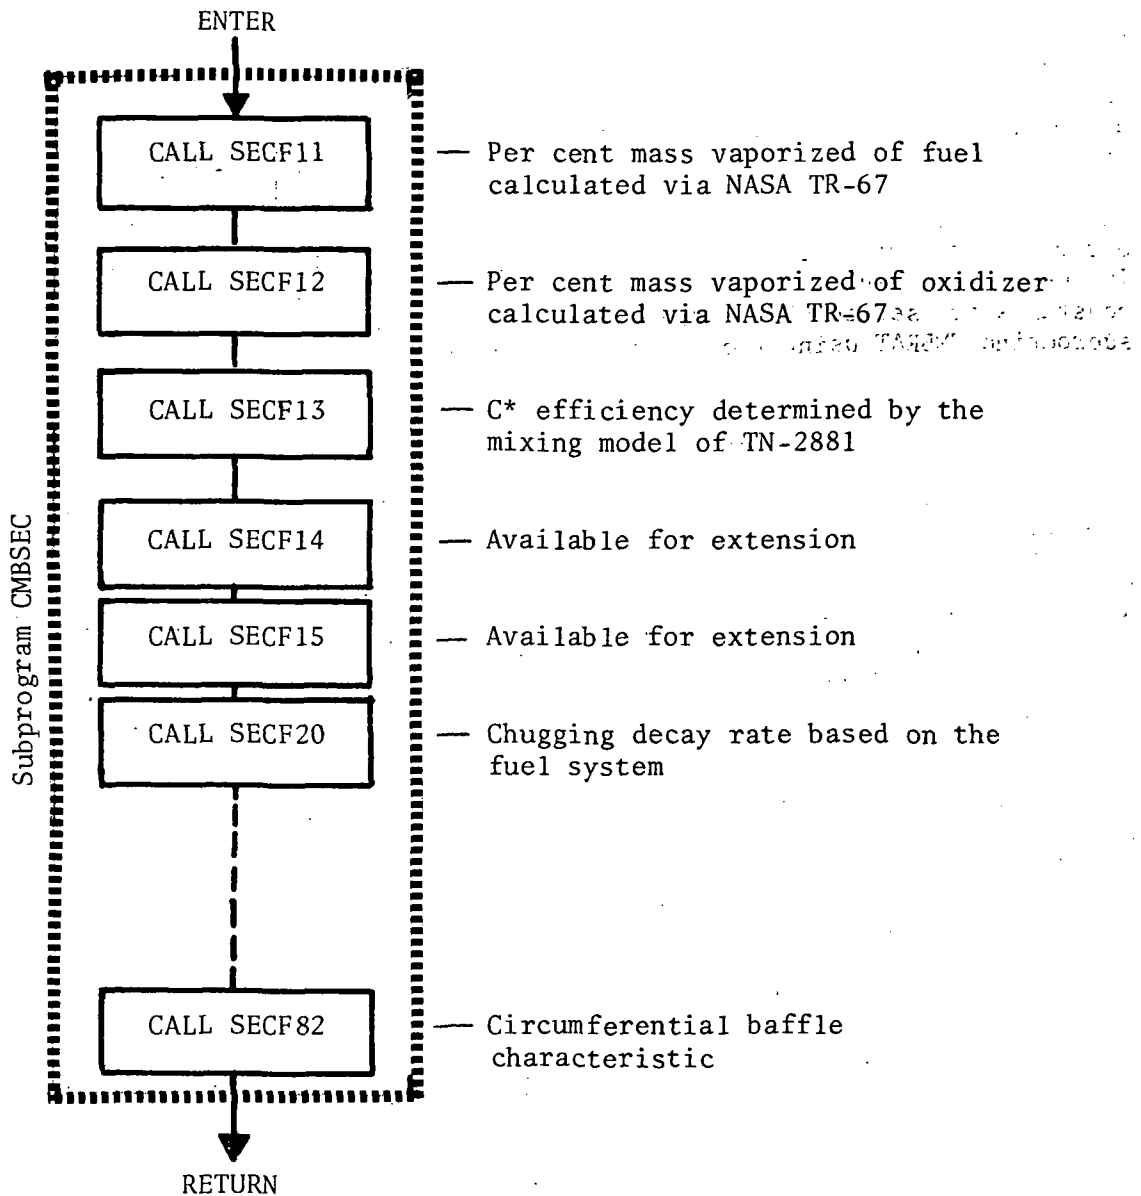 ENTER
CALL SECF11
— Per cent mass vaporized of fuel
calculated via NASA TR-67
CALL SECF12
— Per cent mass vaporized of oxidizer
calculated via NASA TR-67
CALL SECF13
— C* efficiency determined by the
mixing model of TN-2881
CALL SECF14
— Available for extension
CALL SECF15
— Available for extension
CALL SECF20
— Chugging decay rate based on the
fuel system
CALL SECF82
— Circumferential baffle
characteristic
RETURN
Subprogram CMBSEC